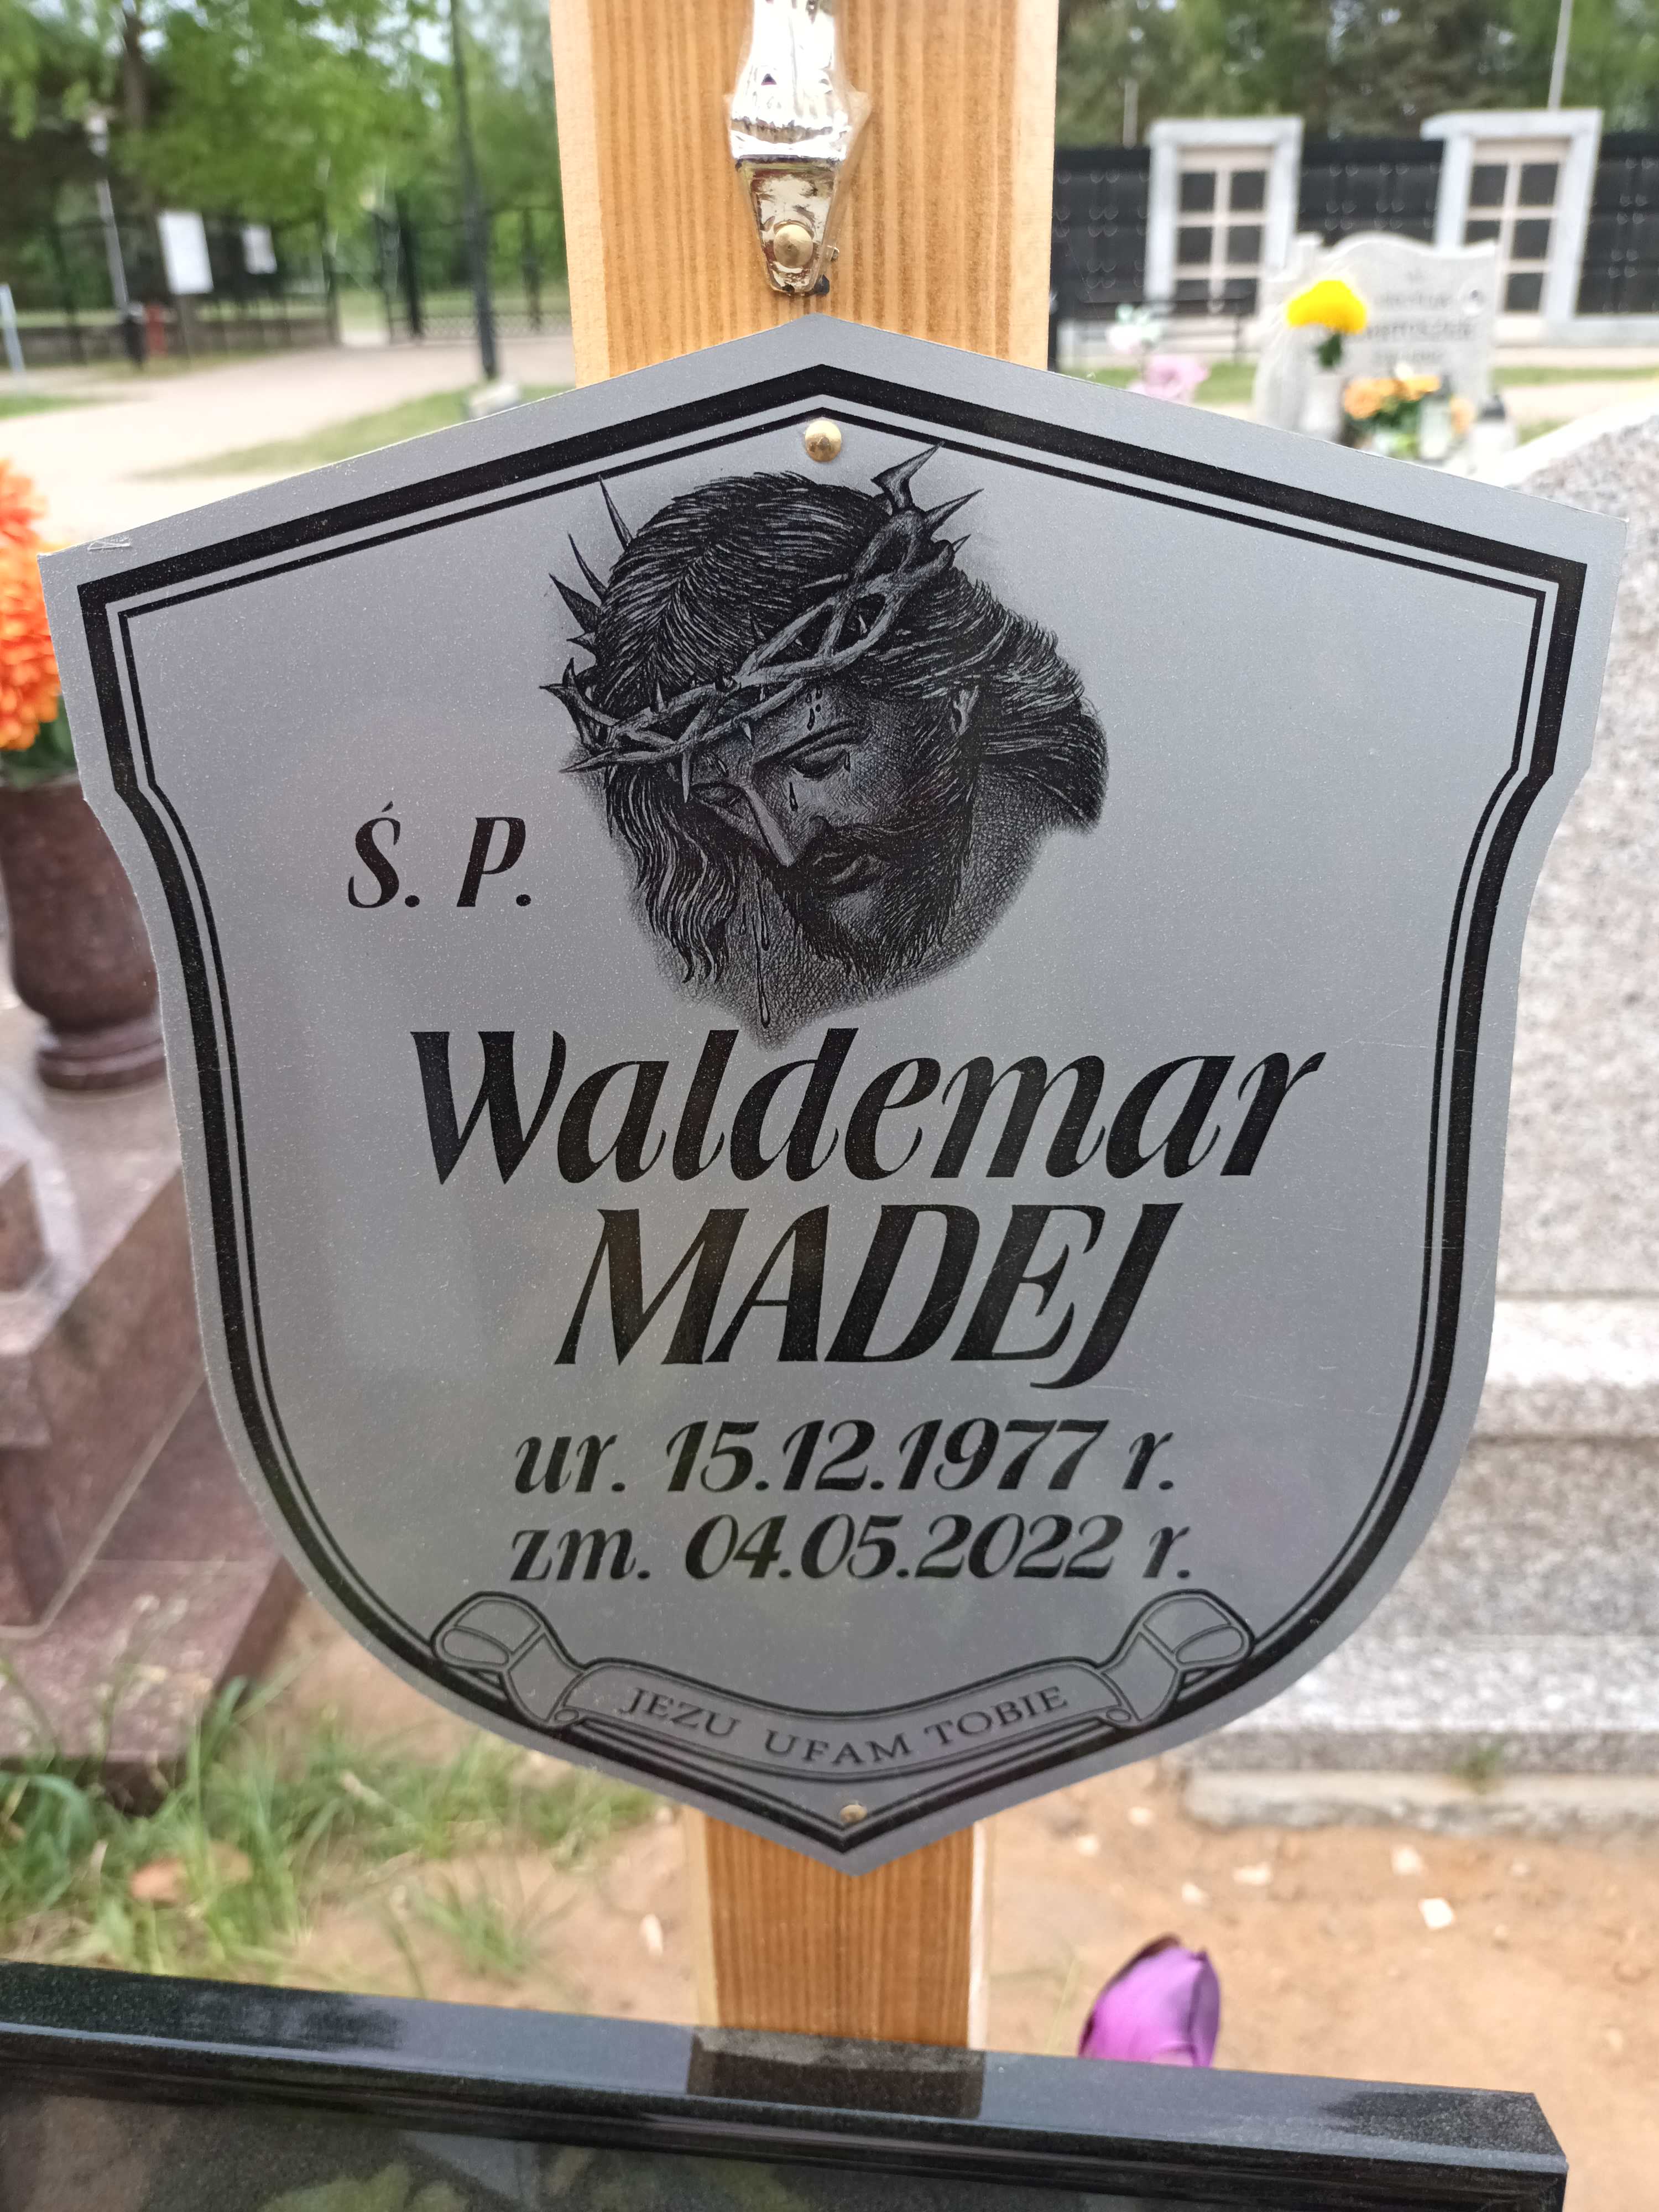 Ś. P.
Waldemar
MADEJ
ur. 15.12.1977 r.
zm. 04.05.2022 r.
JEZU UFAM TOBIE